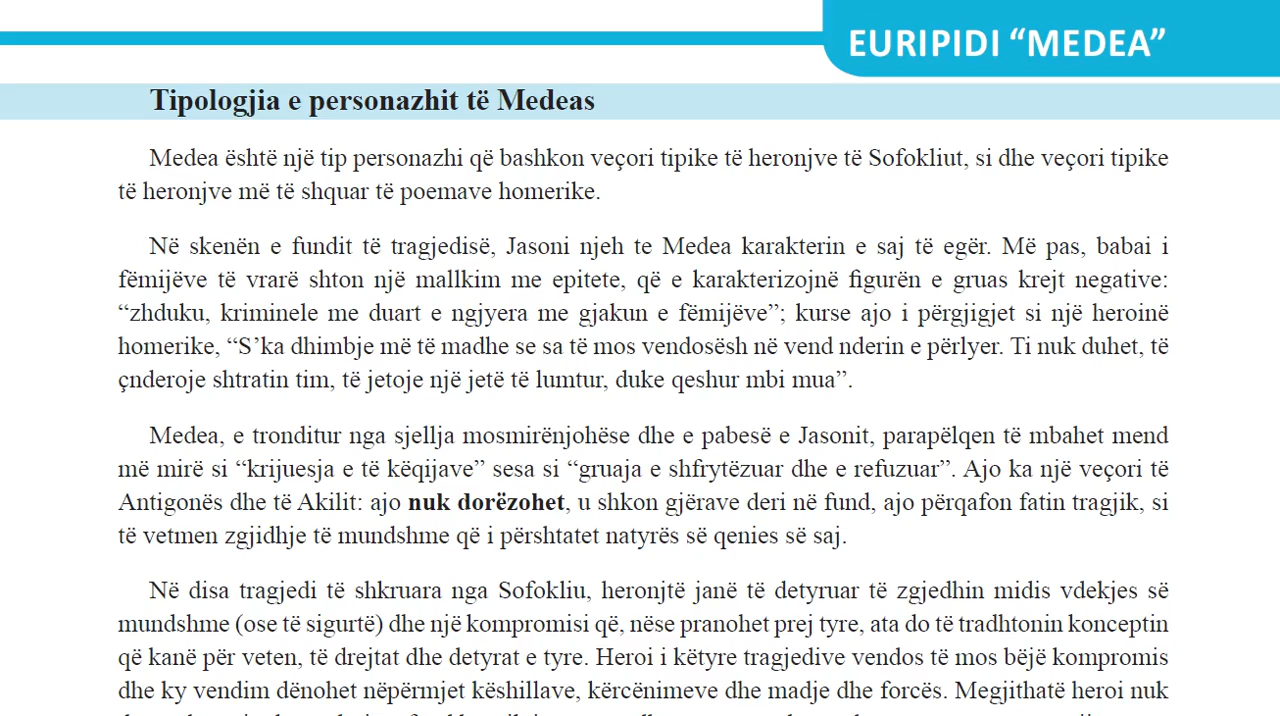 EURIPIDI “MEDEA”
Tipologjia e personazhit të Medeas
Medea është një tip personazhi që bashkon veçori tipike të heronjve të Sofokliut, si dhe veçori tipike
të heronjve më të shquar të poemave homerike.
Në skenën e fundit të tragjedisë, Jasoni njeh te Medea karakterin e saj të egër. Më pas, babai i
fëmijëve të vrarë shton një mallkim me epitete, që e karakterizojnë figurën e gruas krejt negative:
“zhduku, kriminele me duart e ngjyera me gjakun e fëmijëve”; kurse ajo i përgjigjet si një heroinë
homerike, “S’ka dhimbje më të madhe se sa të mos vendosësh në vend nderin e përlyer. Ti nuk duhet, të
çnderoje shtratin tim, të jetoje një jetë të lumtur, duke qeshur mbi mua”.
Medea, e tronditur nga sjellja mosmirënjohëse dhe e pabesë e Jasonit, parapëlqen të mbahet mend
më mirë si “krijuesja e të këqijave” sesa si “gruaja e shfrytëzuar dhe e refuzuar”. Ajo ka një veçori të
Antigonës dhe të Akilit: ajo nuk dorëzohet, u shkon gjërave deri në fund, ajo përqafon fatin tragjik, si
të vetmen zgjidhje të mundshme që i përshtatet natyrës së qenies së saj.
Në disa tragjedi të shkruara nga Sofokliu, heronjtë janë të detyruar të zgjedhin midis vdekjes së
mundshme (ose të sigurtë) dhe një kompromisi që, nëse pranohet prej tyre, ata do të tradhtonin konceptin
që kanë për veten, të drejtat dhe detyrat e tyre. Heroi i këtyre tragjedive vendos të mos bëjë kompromis
dhe ky vendim dënohet nëpërmjet këshillave, kërcënimeve dhe madje dhe forcës. Megjithatë heroi nuk